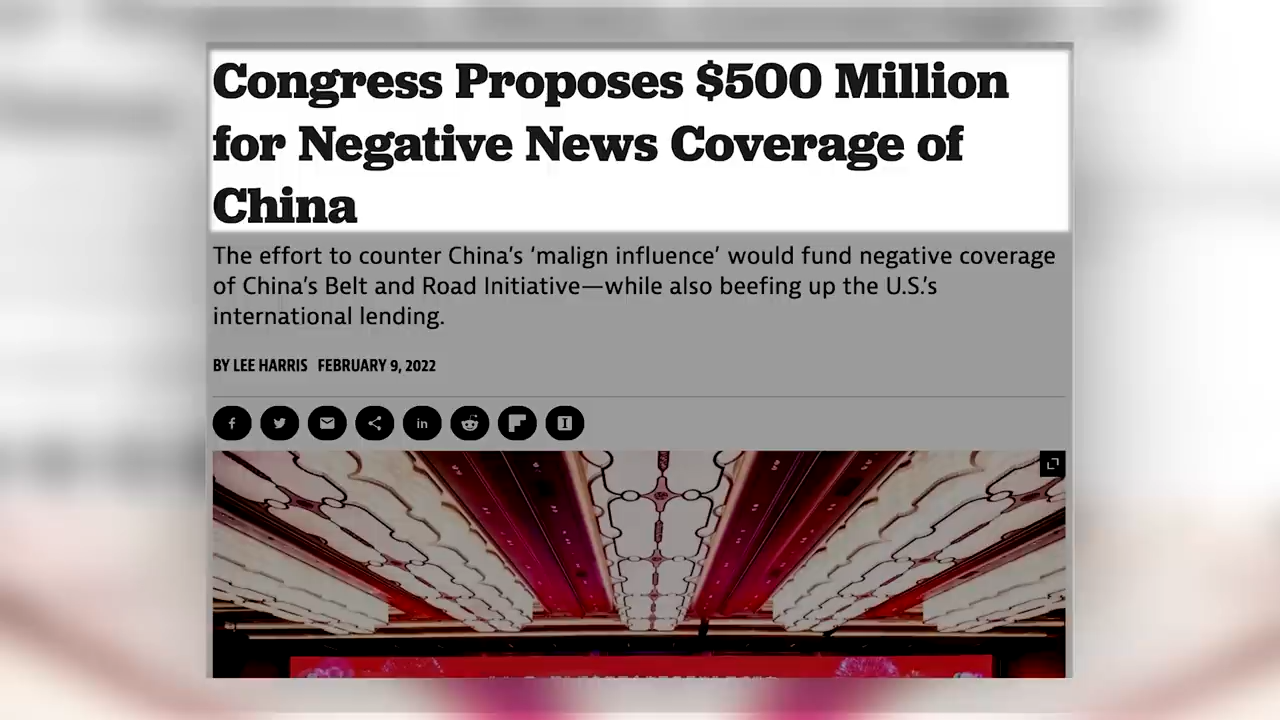 Congress Proposes $500 Million
for Negative News Coverage of
China
The effort to counter China's ‘malign influence’ would fund negative coverage
of China's Belt and Road Initiative—while also beefing up the U.S.'s
international lending.
BY LEE HARRIS FEBRUARY 9, 2022